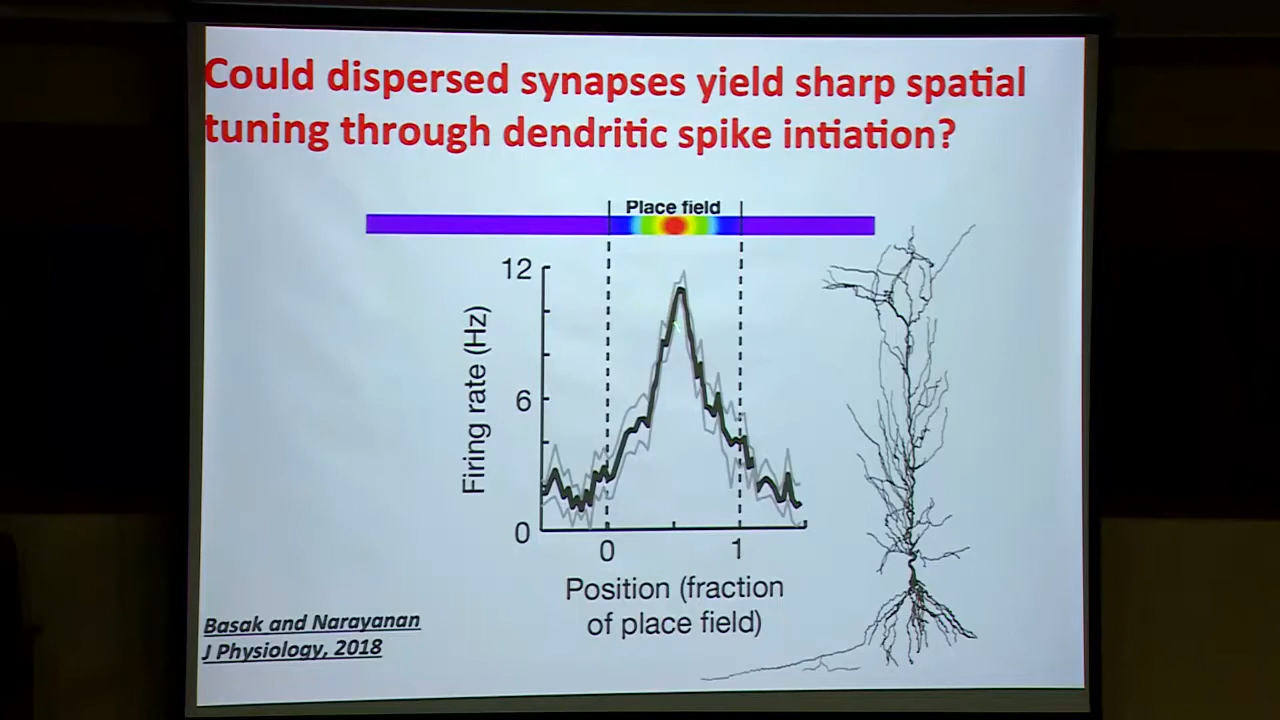 Could dispersed synapses yield sharp spatial
tuning through dendritic spike intiation?
Place field
12
6
0
Firing rate (Hz)
0 1
Position (fraction
of place field)
Basak and Narayanan
J Physiology, 2018